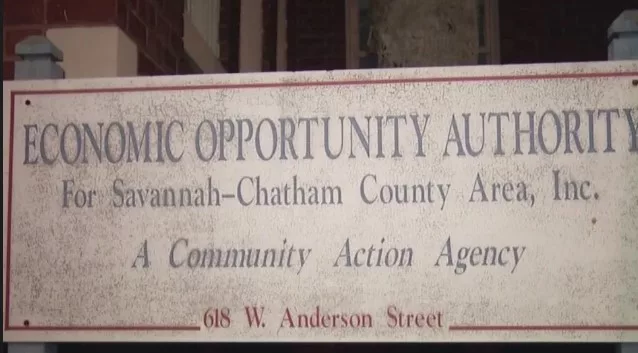 ECONOMIC OPPORTUNITY AUTHORITY
For Savannah-Chatham County Area, Inc.
A Community Action Agency
618 W. Anderson Street